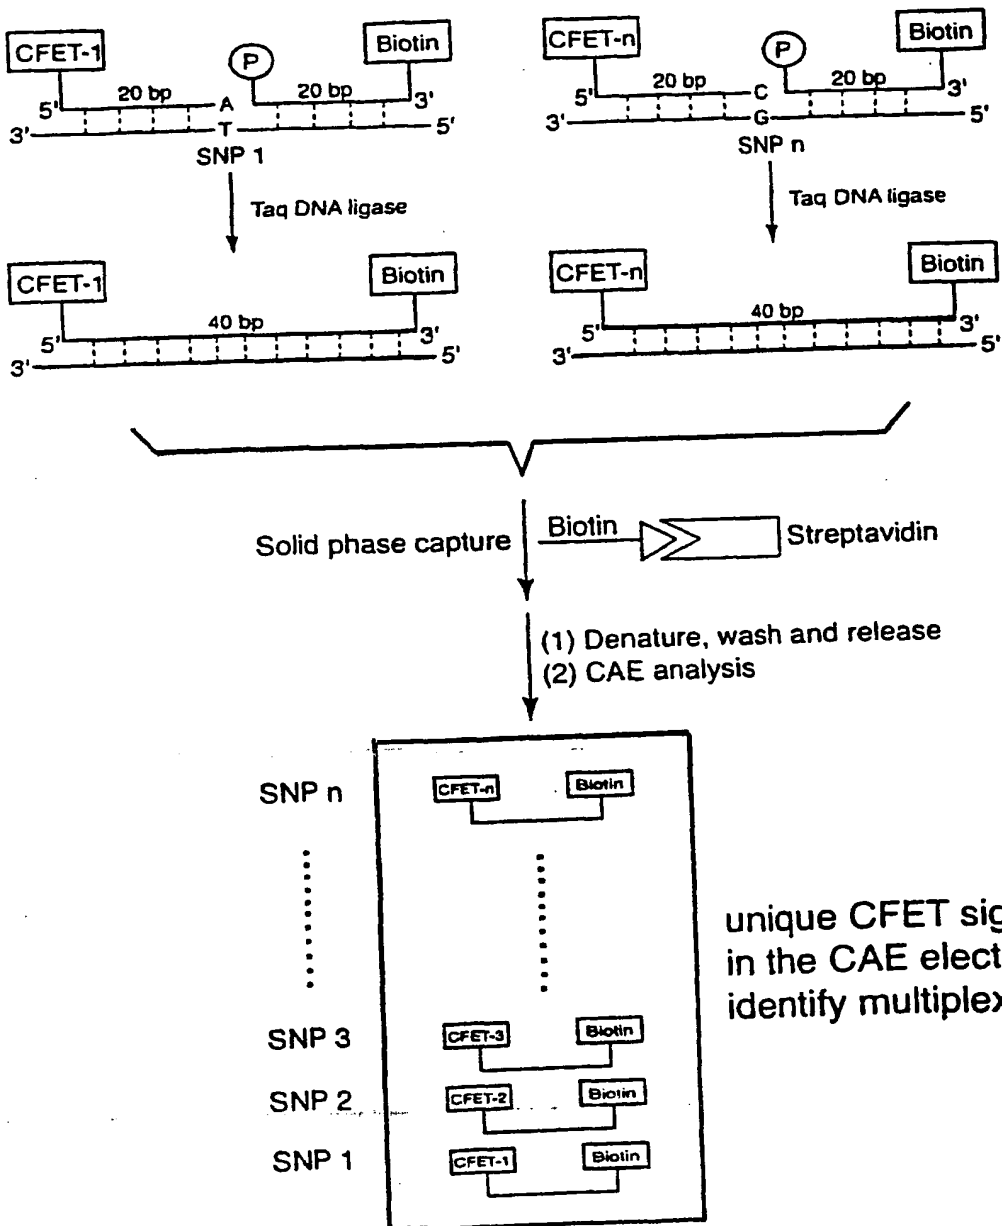 CFET-1 P Biotin CFET-n P Biotin
5' 20 bp A 20 bp 3' 5' 20 bp C 20 bp 3'
3' T 5' 3' G 5'
SNP 1 SNP n
Taq DNA ligase Taq DNA ligase
CFET-1 Biotin CFET-n Biotin
5' 40 bp 3' 5' 40 bp 3'
3' 5' 3' 5'
Solid phase capture Biotin Streptavidin
(1) Denature, wash and release
(2) CAE analysis
SNP n CFET-n Biotin
unique CFET sig
in the CAE elect
identify multiplex
SNP 3 CFET-3 Biotin
SNP 2 CFET-2 Biotin
SNP 1 CFET-1 Biotin